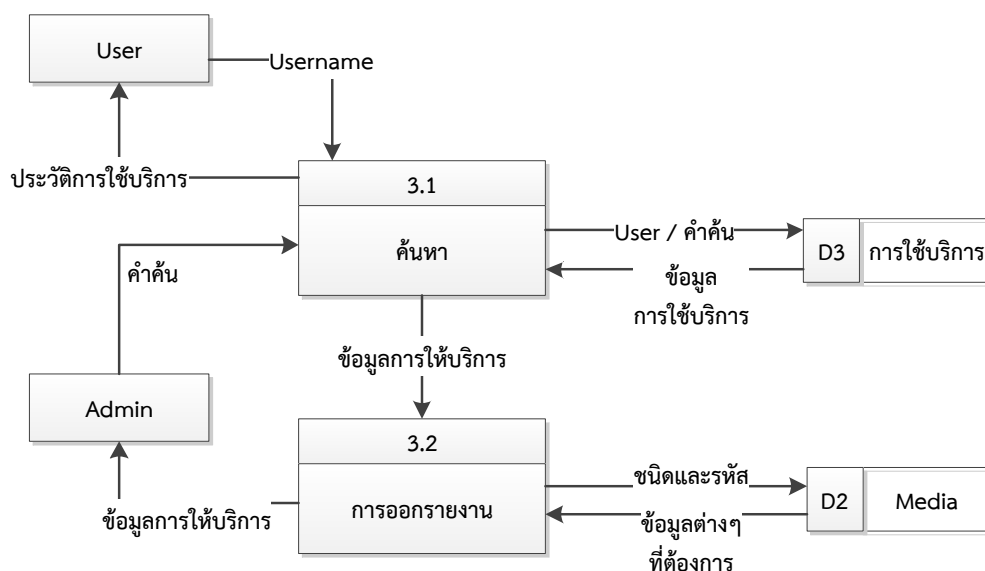 User
Username
ประวัติการใช้บริการ
3.1
ค้นหา
User / คำค้น
D3
การใช้บริการ
ข้อมูล
การใช้บริการ
คำค้น
ข้อมูลการให้บริการ
Admin
3.2
การออกรายงาน
ชนิดและรหัส
D2
Media
ข้อมูลต่างๆ
ที่ต้องการ
ข้อมูลการให้บริการ